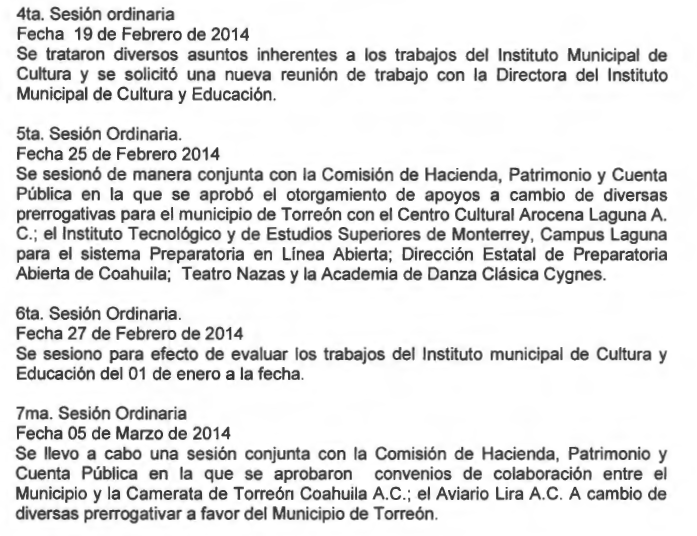 4ta. Sesión ordinaria
Fecha 19 de Febrero de 2014
Se trataron diversos asuntos inherentes a los trabajos del Instituto Municipal de
Cultura y se solicitó una nueva reunión de trabajo con la Directora del Instituto
Municipal de Cultura y Educación.

5ta. Sesión Ordinaria.
Fecha 25 de Febrero 2014
Se sesionó de manera conjunta con la Comisión de Hacienda, Patrimonio y Cuenta
Pública en la que se aprobó el otorgamiento de apoyos a cambio de diversas
prerrogativas para el municipio de Torreón con el Centro Cultural Arocena Laguna A.
C.; el Instituto Tecnológico y de Estudios Superiores de Monterrey, Campus Laguna
para el sistema Preparatoria en Línea Abierta; Dirección Estatal de Preparatoria
Abierta de Coahuila; Teatro Nazas y la Academia de Danza Clásica Cygnes.

6ta. Sesión Ordinaria.
Fecha 27 de Febrero de 2014
Se sesiono para efecto de evaluar los trabajos del Instituto municipal de Cultura y
Educación del 01 de enero a la fecha.

7ma. Sesión Ordinaria
Fecha 05 de Marzo de 2014
Se llevo a cabo una sesión conjunta con la Comisión de Hacienda, Patrimonio y
Cuenta Pública en la que se aprobaron convenios de colaboración entre el
Municipio y la Camerata de Torreón Coahuila A.C.; el Aviario Lira A.C. A cambio de
diversas prerrogativar a favor del Municipio de Torreón.